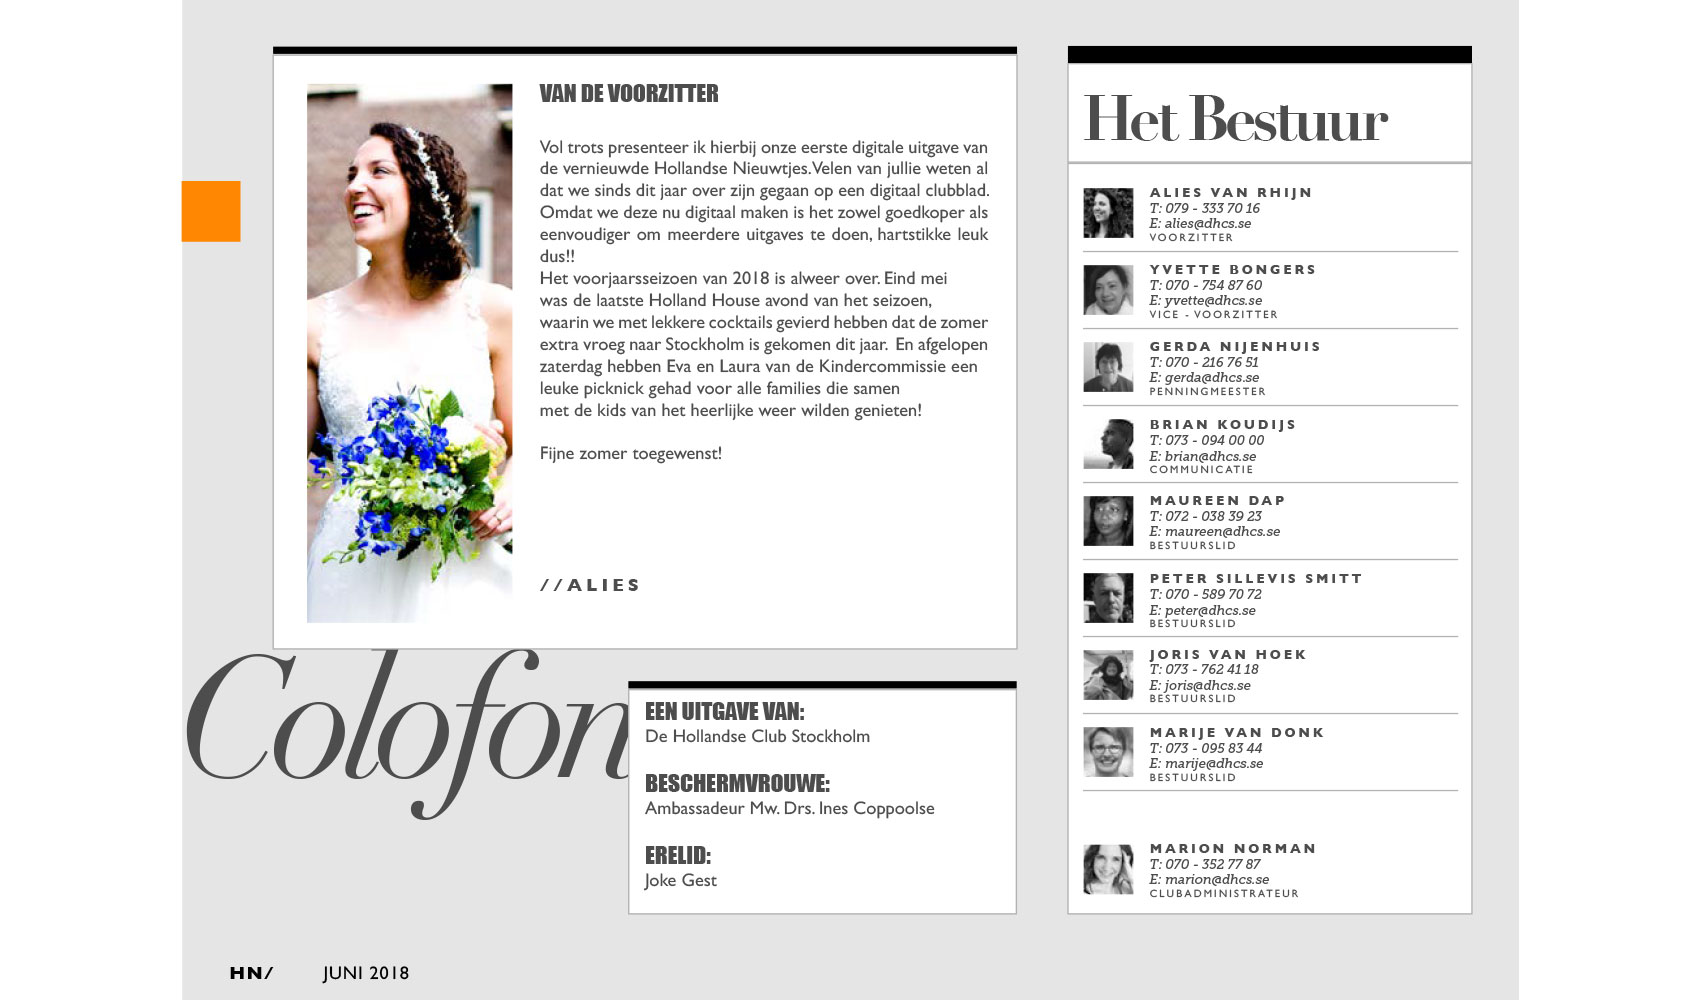 VAN DE VOORZITTER
Vol trots presenteer ik hierbij onze eerste digitale uitgave van
de vernieuwde Hollandse Nieuwtjes. Velen van jullie weten al
dat we sinds dit jaar over zijn gegaan op een digitaal clubblad.
Omdat we deze nu digitaal maken is het zowel goedkoper als
eenvoudiger om meerdere uitgaves te doen, hartstikke leuk
dus!!
Het voorjaarsseizoen van 2018 is alweer over. Eind mei
was de laatste Holland House avond van het seizoen,
waarin we met lekkere cocktails gevierd hebben dat de zomer
extra vroeg naar Stockholm is gekomen dit jaar. En afgelopen
zaterdag hebben Eva en Laura van de Kindercommissie een
leuke picknick gehad voor alle families die samen
met de kids van het heerlijke weer wilden genieten!
Fijne zomer toegewenst!
//ALIES
Colofon
EEN UITGAVE VAN:
De Hollandse Club Stockholm
BESCHERMVROUWE:
Ambassadeur Mw. Drs. Ines Coppoolse
ERELID:
Joke Gest
Het Bestuur
ALIES VAN RHIJN
T: 079 - 333 70 16
E: alies@dhcs.se
VOORZITTER
YVETTE BONGERS
T: 070 - 754 87 60
E: yvette@dhcs.se
VICE - VOORZITTER
GERDA NIJENHUIS
T: 070 - 216 76 51
E: gerda@dhcs.se
PENNINGMEESTER
BRIAN KOUDIJS
T: 073 - 094 00 00
E: brian@dhcs.se
COMMUNICATIE
MAUREEN DAP
T: 072 - 038 39 23
E: maureen@dhcs.se
BESTUURSLID
PETER SILLEVIS SMITT
T: 070 - 589 70 72
E: peter@dhcs.se
BESTUURSLID
JORIS VAN HOEK
T: 073 - 762 41 18
E: joris@dhcs.se
BESTUURSLID
MARIJE VAN DONK
T: 073 - 095 83 44
E: marije@dhcs.se
BESTUURSLID
MARION NORMAN
T: 070 - 352 77 87
E: marion@dhcs.se
CLUBADMINISTRATEUR
HN/ JUNI 2018